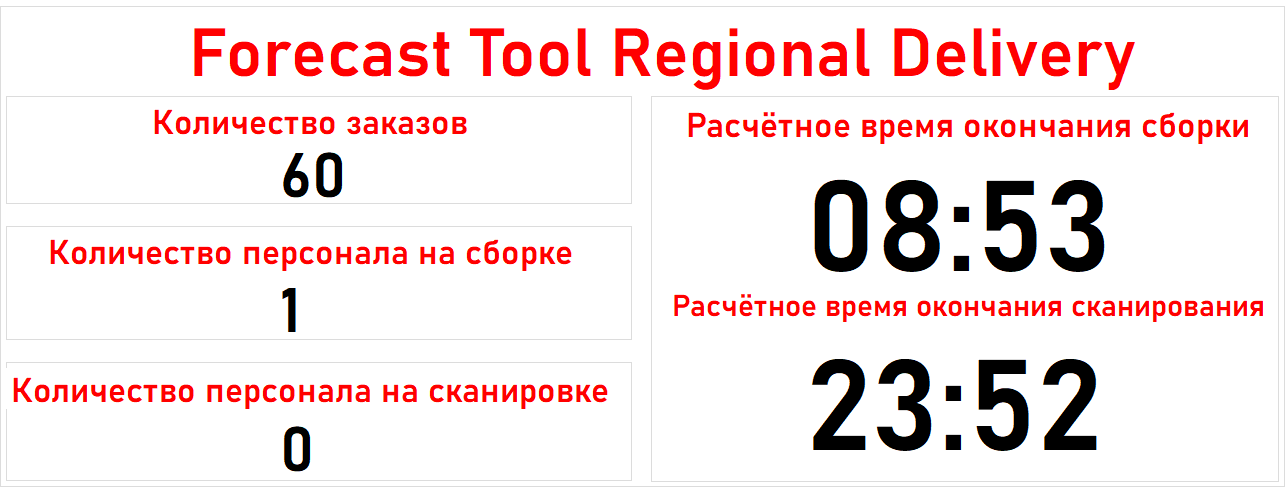 Forecast Tool Regional Delivery
Количество заказов
60
Количество персонала на сборке
1
Количество персонала на сканировке
0
Расчётное время окончания сборки
08:53
Расчётное время окончания сканирования
23:52